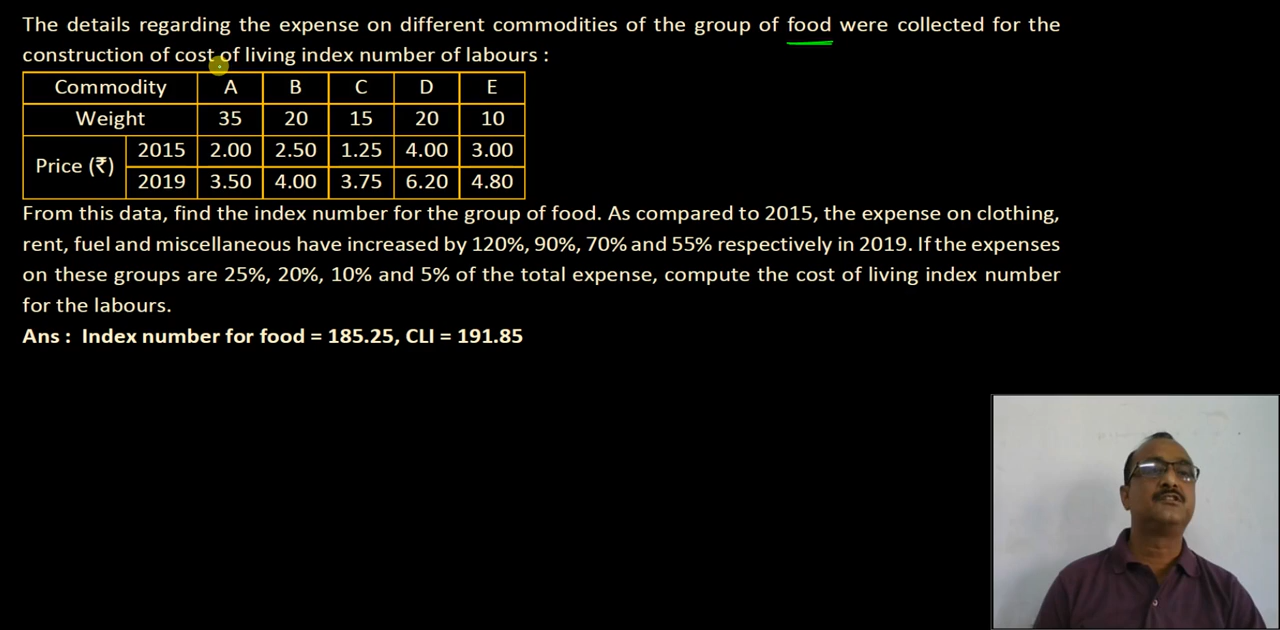 The details regarding the expense on different commodities of the group of food were collected for the
construction of cost of living index number of labours :
Commodity A B C D E
Weight 35 20 15 20 10
Price (₹) 2015 2.00 2.50 1.25 4.00 3.00
2019 3.50 4.00 3.75 6.20 4.80
From this data, find the index number for the group of food. As compared to 2015, the expense on clothing,
rent, fuel and miscellaneous have increased by 120%, 90%, 70% and 55% respectively in 2019. If the expenses
on these groups are 25%, 20%, 10% and 5% of the total expense, compute the cost of living index number
for the labours.
Ans : Index number for food = 185.25, CLI = 191.85